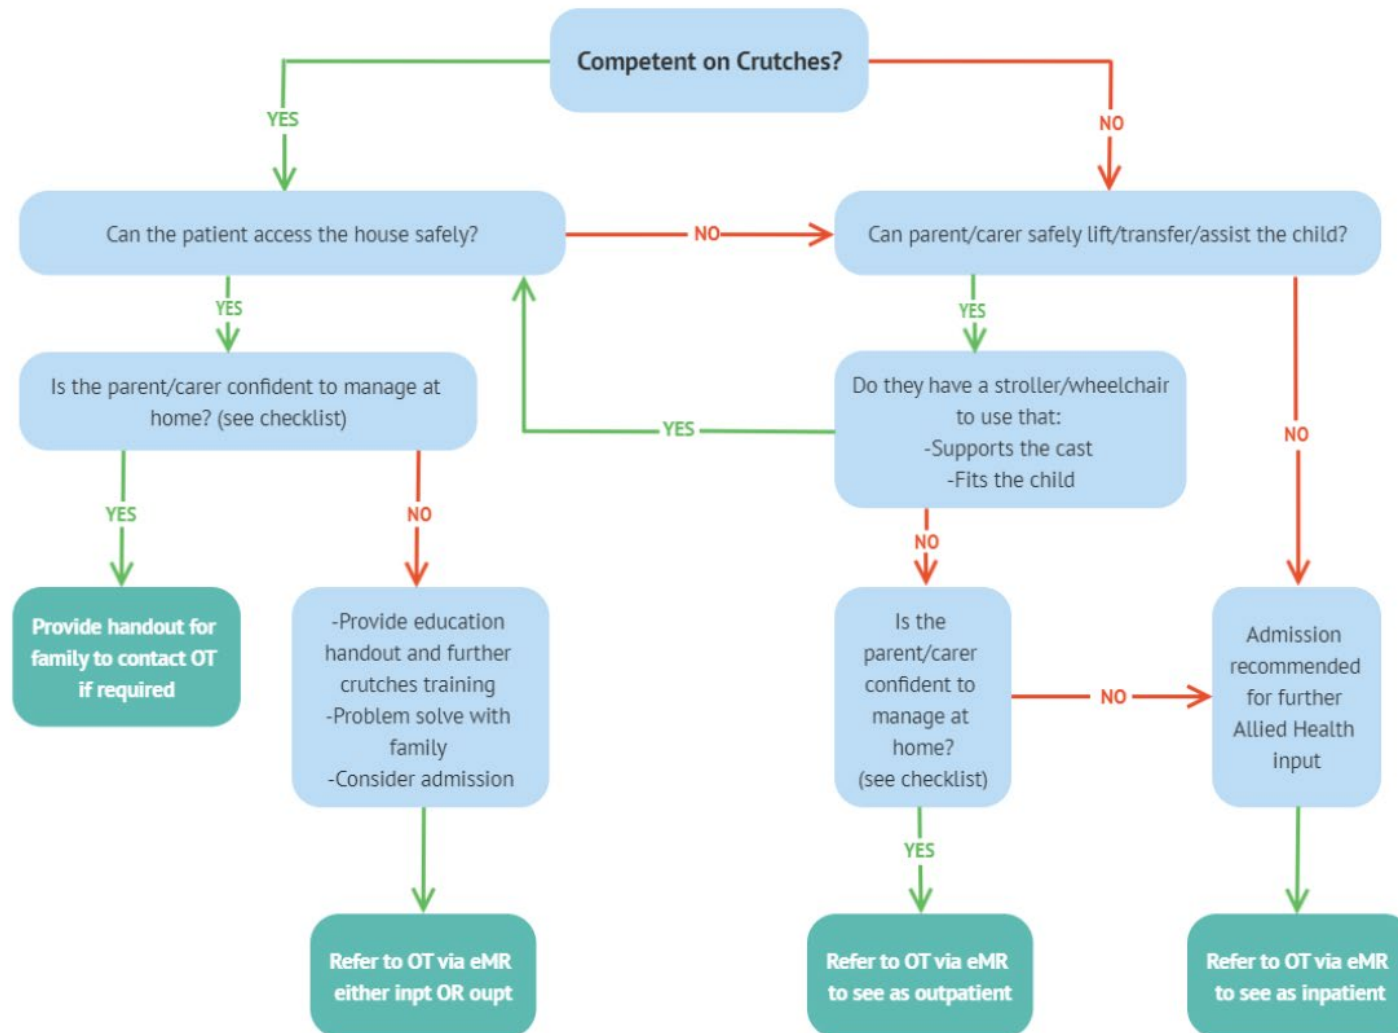 Competent on Crutches?
YES
NO
Can the patient access the house safely?
NO
Can parent/carer safely lift/transfer/assist the child?
YES
YES
NO
Is the parent/carer confident to manage at
home? (see checklist)
Do they have a stroller/wheelchair
to use that:
-Supports the cast
-Fits the child
YES
YES
NO
NO
Provide handout for
family to contact OT
if required
-Provide education
handout and further
crutches training
-Problem solve with
family
-Consider admission
Is the
parent/carer
confident to
manage at
home?
(see checklist)
NO
Admission
recommended
for further
Allied Health
input
YES
Refer to OT via eMR
either inpt OR oupt
Refer to OT via eMR
to see as outpatient
Refer to OT via eMR
to see as inpatient